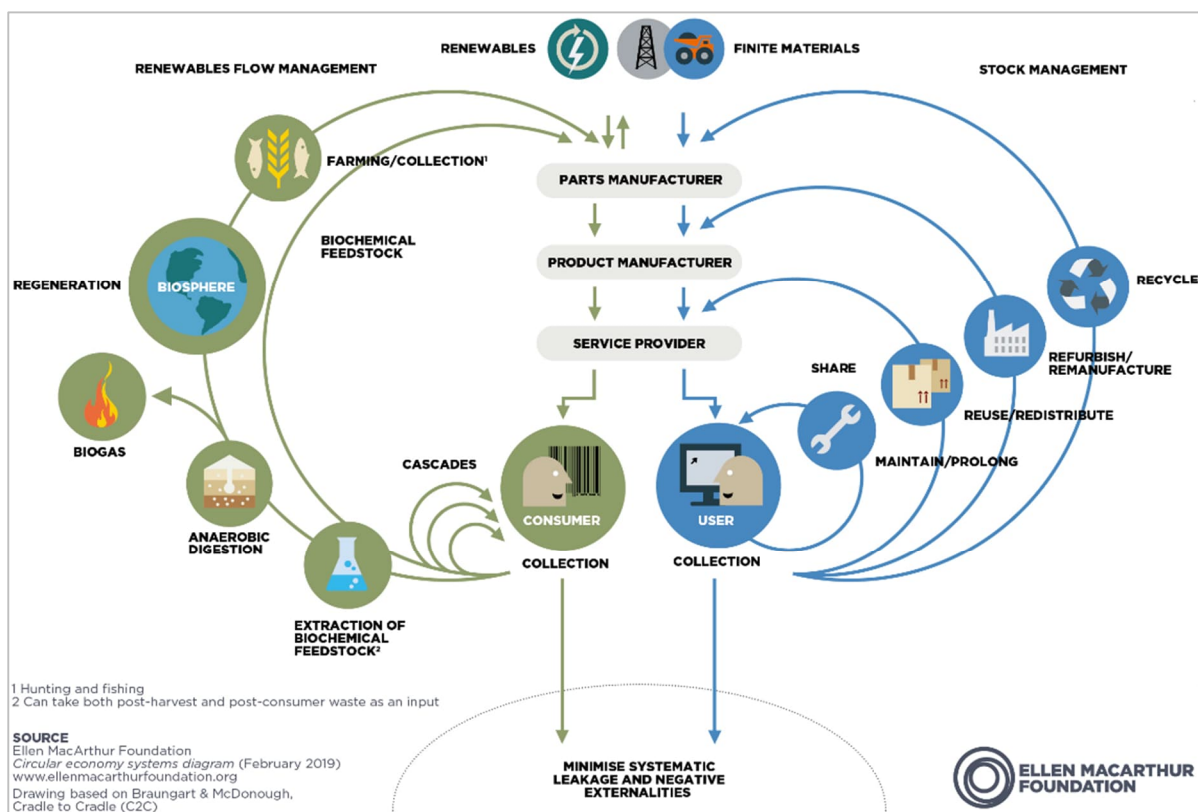 RENEWABLES
FINITE MATERIALS
RENEWABLES FLOW MANAGEMENT
STOCK MANAGEMENT
FARMING/COLLECTION¹
PARTS MANUFACTURER
BIOCHEMICAL
FEEDSTOCK
PRODUCT MANUFACTURER
REGENERATION
BIOSPHERE
RECYCLE
SERVICE PROVIDER
SHARE
REFURBISH/
REMANUFACTURE
REUSE/REDISTRIBUTE
BIOGAS
CASCADES
MAINTAIN/PROLONG
CONSUMER
USER
ANAEROBIC
DIGESTION
COLLECTION
COLLECTION
EXTRACTION OF
BIOCHEMICAL
FEEDSTOCK²
1 Hunting and fishing
2 Can take both post-harvest and post-consumer waste as an input
SOURCE
Ellen MacArthur Foundation
Circular economy systems diagram (February 2019)
www.ellenmacarthurfoundation.org
Drawing based on Braungart & McDonough,
Cradle to Cradle (C2C)
MINIMISE SYSTEMATIC
LEAKAGE AND NEGATIVE
EXTERNALITIES
ELLEN MACARTHUR
FOUNDATION